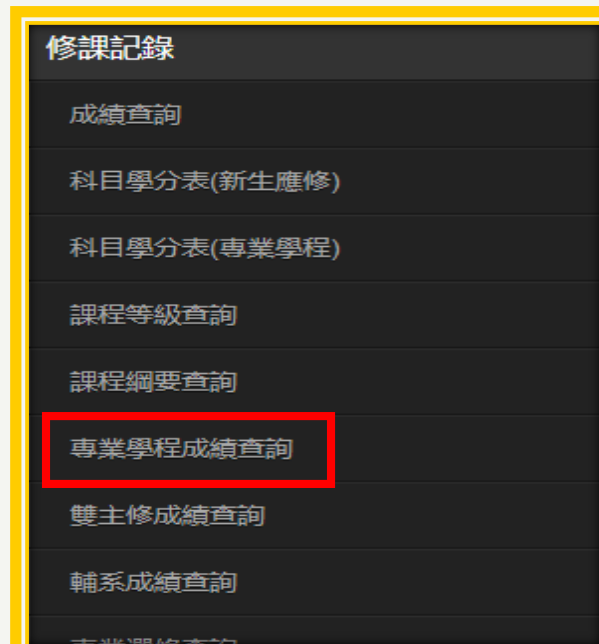 修課記錄
成績查詢
科目學分表(新生應修)
科目學分表(專業學程)
課程等級查詢
課程綱要查詢
專業學程成績查詢
雙主修成績查詢
輔系成績查詢